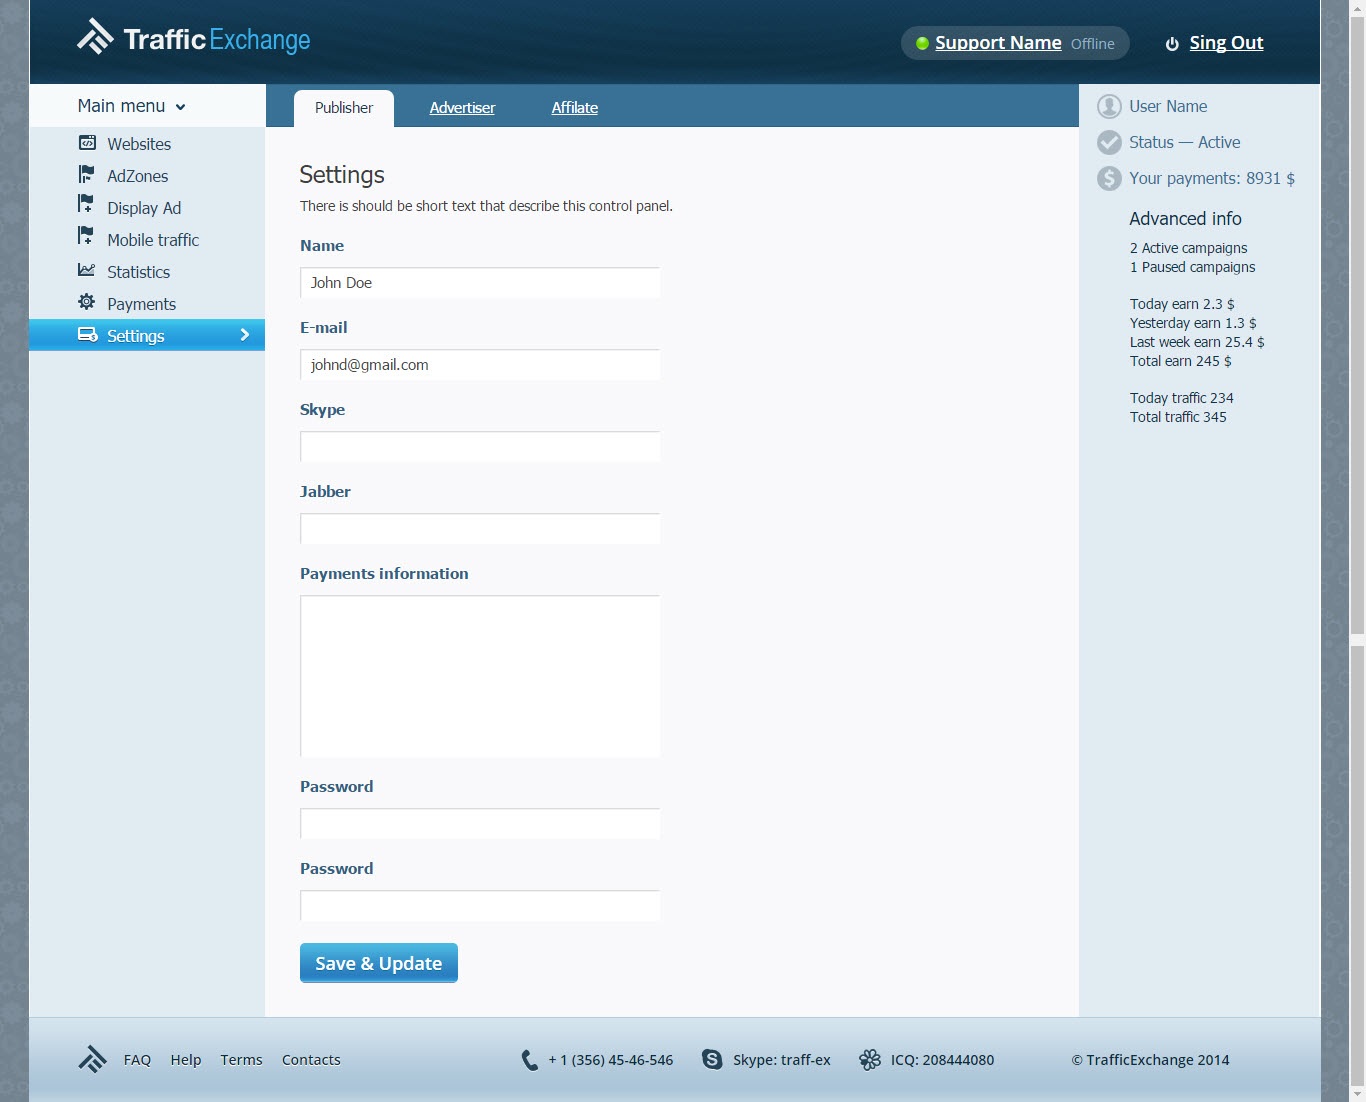 TrafficExchange
Support Name Offline
Sing Out
Main menu
Publisher
Advertiser
Affilate
Websites
AdZones
Display Ad
Mobile traffic
Statistics
Payments
Settings
Settings
There is should be short text that describe this control panel.
Name
John Doe
E-mail
johnd@gmail.com
Skype
Jabber
Payments information
Password
Password
Save & Update
User Name
Status — Active
Your payments: 8931 $
Advanced info
2 Active campaigns
1 Paused campaigns
Today earn 2.3 $
Yesterday earn 1.3 $
Last week earn 25.4 $
Total earn 245 $
Today traffic 234
Total traffic 345
FAQ
Help
Terms
Contacts
+ 1 (356) 45-46-546
Skype: traff-ex
ICQ: 208444080
© TrafficExchange 2014